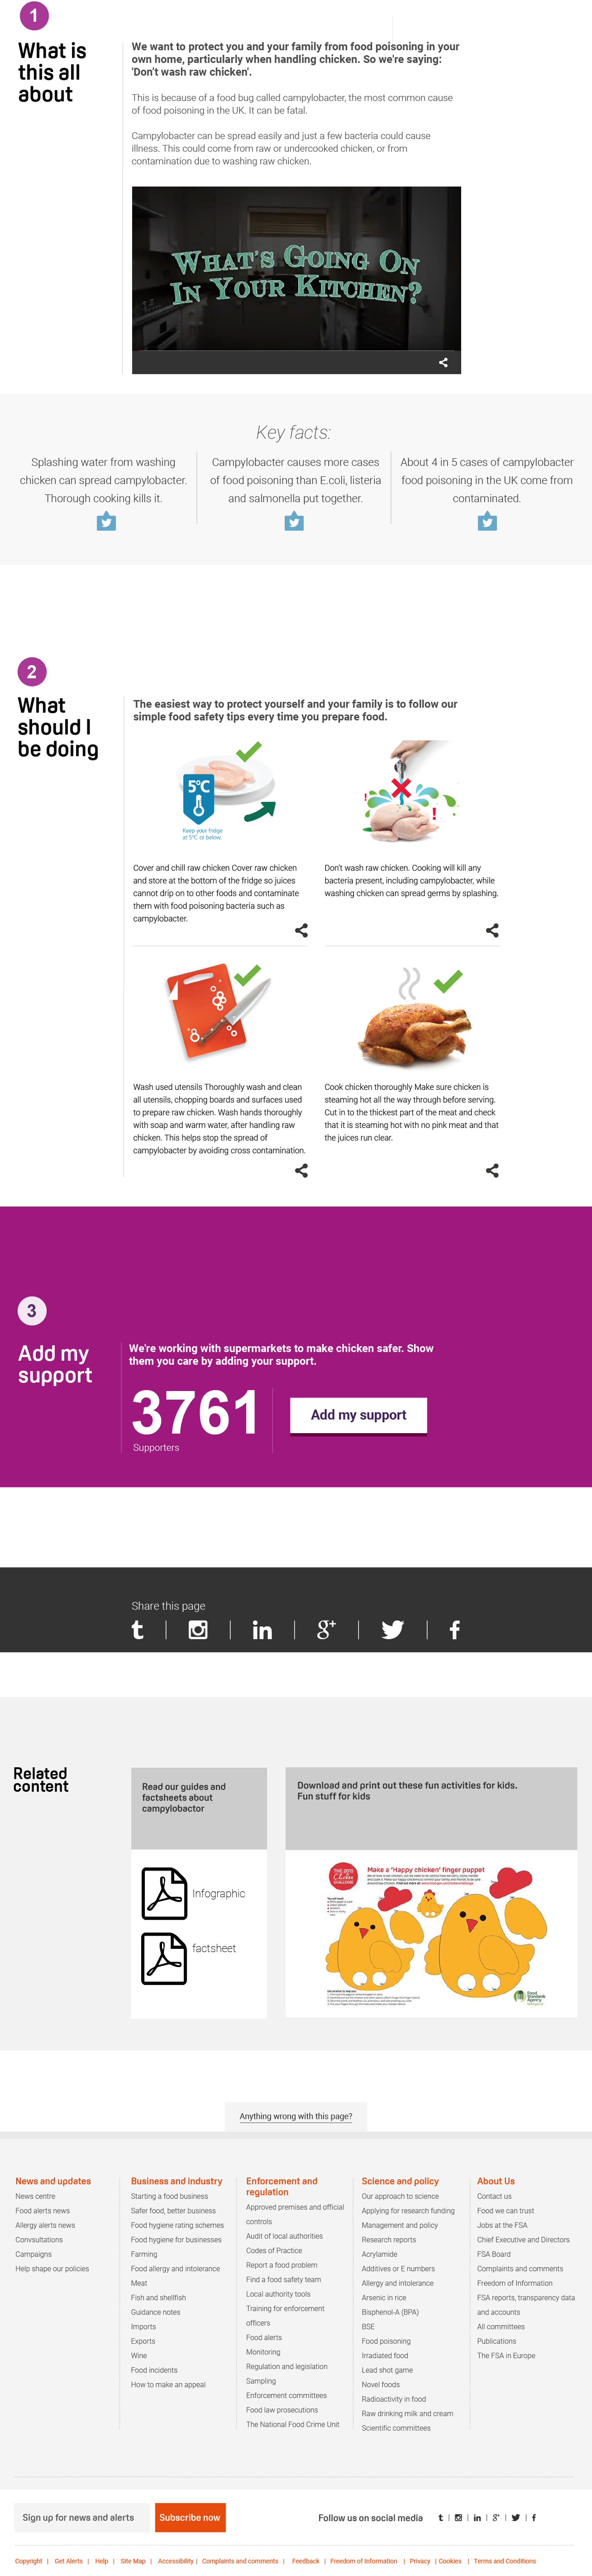 1
What is
this all
about
We want to protect you and your family from food poisoning in your
own home, particularly when handling chicken. So we're saying:
'Don't wash raw chicken'.
This is because of a food bug called campylobacter, the most common cause
of food poisoning in the UK. It can be fatal.
Campylobacter can be spread easily and just a few bacteria could cause
illness. This could come from raw or undercooked chicken, or from
contamination due to washing raw chicken.
WHAT'S GOING ON
IN YOUR KITCHEN?
Key facts:
Splashing water from washing
chicken can spread campylobacter.
Thorough cooking kills it.
Campylobacter causes more cases
of food poisoning than E.coli, listeria
and salmonella put together.
About 4 in 5 cases of campylobacter
food poisoning in the UK come from
contaminated.
2
What
should I
be doing
The easiest way to protect yourself and your family is to follow our
simple food safety tips every time you prepare food.
5°C
Keep your fridge
at 5°C or below.
Cover and chill raw chicken Cover raw chicken
and store at the bottom of the fridge so juices
cannot drip on to other foods and contaminate
them with food poisoning bacteria such as
campylobacter.
Don't wash raw chicken. Cooking will kill any
bacteria present, including campylobacter, while
washing chicken can spread germs by splashing.
Wash used utensils Thoroughly wash and clean
all utensils, chopping boards and surfaces used
to prepare raw chicken. Wash hands thoroughly
with soap and warm water, after handling raw
chicken. This helps stop the spread of
campylobacter by avoiding cross contamination.
Cook chicken thoroughly Make sure chicken is
steaming hot all the way through before serving.
Cut in to the thickest part of the meat and check
that it is steaming hot with no pink meat and that
the juices run clear.
3
Add my
support
We're working with supermarkets to make chicken safer. Show
them you care by adding your support.
3761
Supporters
Add my support
Share this page
Related
content
Read our guides and
factsheets about
campylobactor
Infographic
factsheet
Download and print out these fun activities for kids.
Fun stuff for kids
THE 2015
Chicken
CHALLENGE
Make a 'Happy chicken' finger puppet
Food
Standards
Agency
Anything wrong with this page?
News and updates
News centre
Food alerts news
Allergy alerts news
Convsultations
Campaigns
Help shape our policies
Business and industry
Starting a food business
Safer food, better business
Food hygiene rating schemes
Food hygiene for businesses
Farming
Food allergy and intolerance
Meat
Fish and shellfish
Guidance notes
Imports
Exports
Wine
Food incidents
How to make an appeal
Enforcement and
regulation
Approved premises and official
controls
Audit of local authorities
Codes of Practice
Report a food problem
Find a food safety team
Local authority tools
Training for enforcement
officers
Food alerts
Monitoring
Regulation and legislation
Sampling
Enforcement committees
Food law prosecutions
The National Food Crime Unit
Science and policy
Our approach to science
Applying for research funding
Management and policy
Research reports
Acrylamide
Additives or E numbers
Allergy and intolerance
Arsenic in rice
Bisphenol-A (BPA)
BSE
Food poisoning
Irradiated food
Lead shot game
Novel foods
Radioactivity in food
Raw drinking milk and cream
Scientific committees
About Us
Contact us
Food we can trust
Jobs at the FSA
Chief Executive and Directors
FSA Board
Complaints and comments
Freedom of Information
FSA reports, transparency data
and accounts
All committees
Publications
The FSA in Europe
Sign up for news and alerts
Subscribe now
Follow us on social media
Copyright | Get Alerts | Help | Site Map | Accessibility | Complaints and comments | Feedback | Freedom of Information | Privacy | Cookies | Terms and Conditions